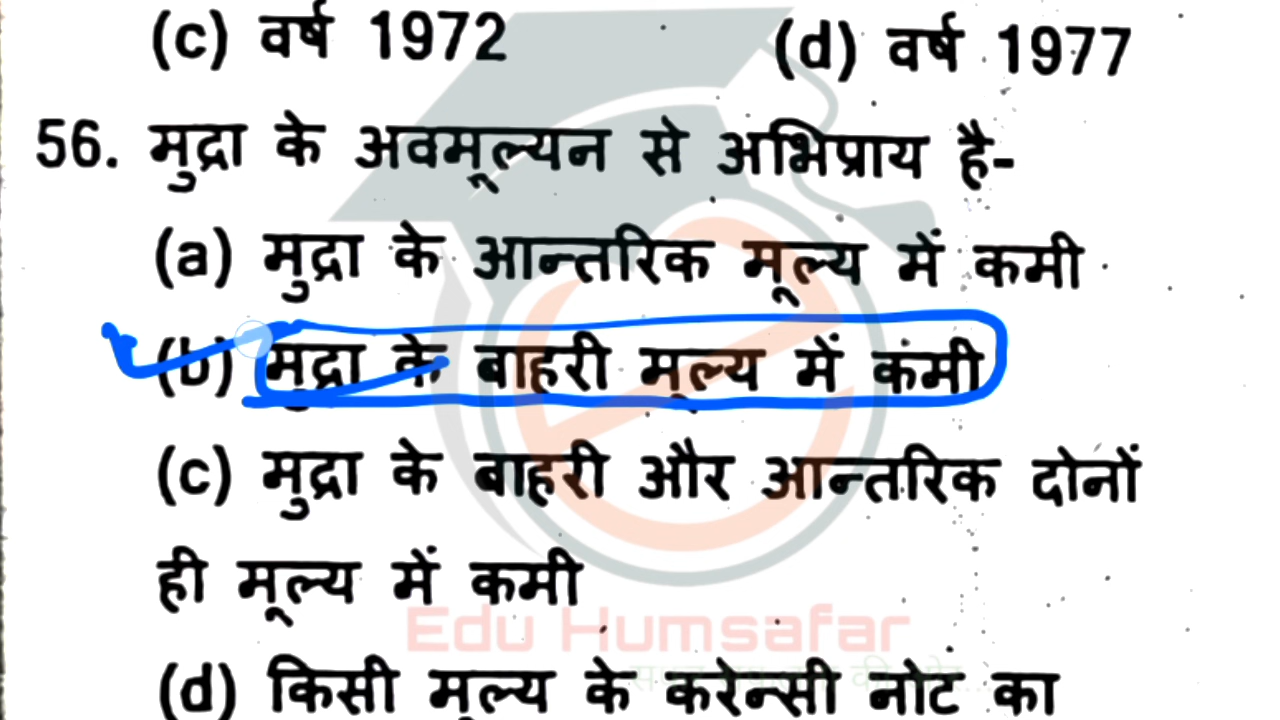 (c) वर्ष 1972 (d) वर्ष 1977
56. मुद्रा के अवमूल्यन से अभिप्राय है-
(a) मुद्रा के आन्तरिक मूल्य में कमी
(b) मुद्रा के बाहरी मूल्य में कमी
(c) मुद्रा के बाहरी और आन्तरिक दोनों
ही मूल्य में कमी
Edu Humsafar
(d) किसी मूल्य के करेन्सी नोट का